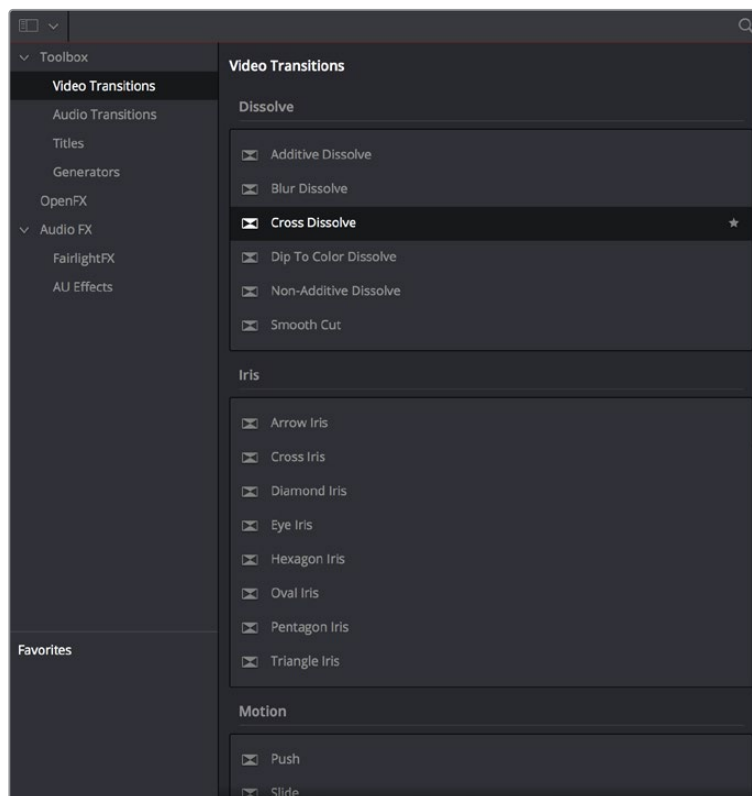 Toolbox
Video Transitions
Audio Transitions
Titles
Generators
OpenFX
Audio FX
FairlightFX
AU Effects
Favorites
Video Transitions
Dissolve
Additive Dissolve
Blur Dissolve
Cross Dissolve
Dip To Color Dissolve
Non-Additive Dissolve
Smooth Cut
Iris
Arrow Iris
Cross Iris
Diamond Iris
Eye Iris
Hexagon Iris
Oval Iris
Pentagon Iris
Triangle Iris
Motion
Push
Slide